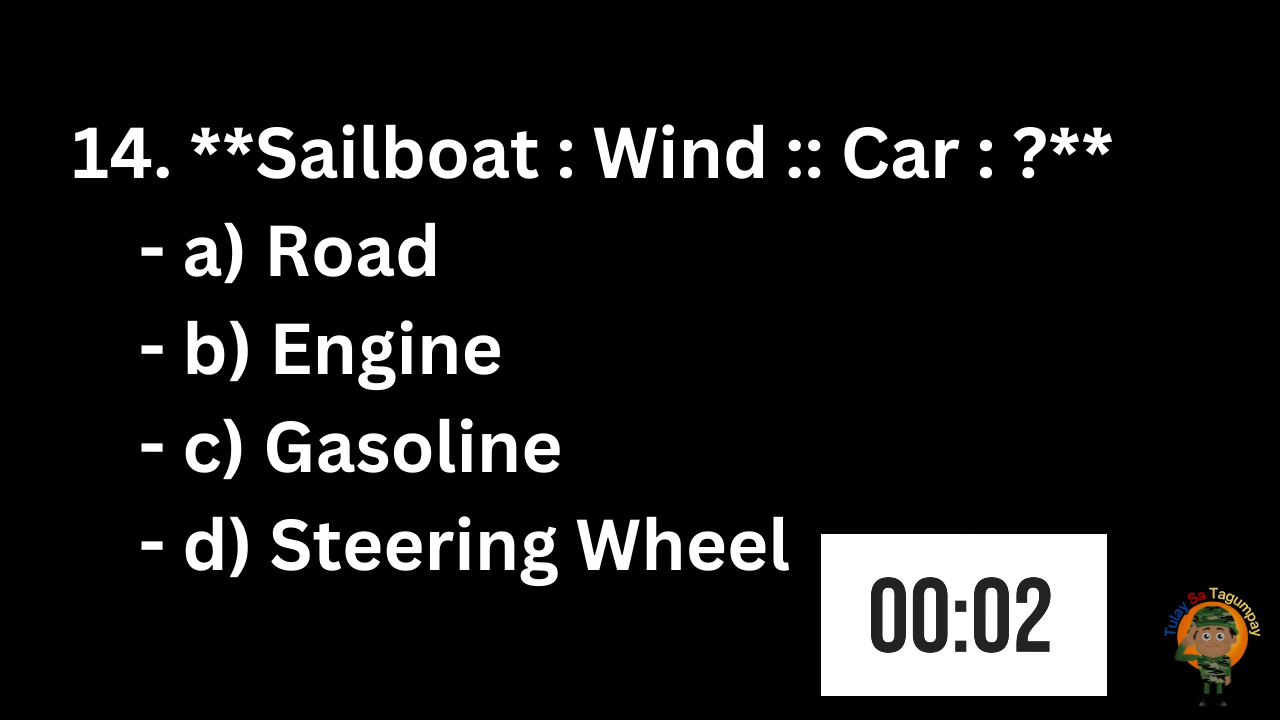 14. **Sailboat : Wind :: Car : ?**
- a) Road
- b) Engine
- c) Gasoline
- d) Steering Wheel
00:02
Tulay Sa Tagumpay